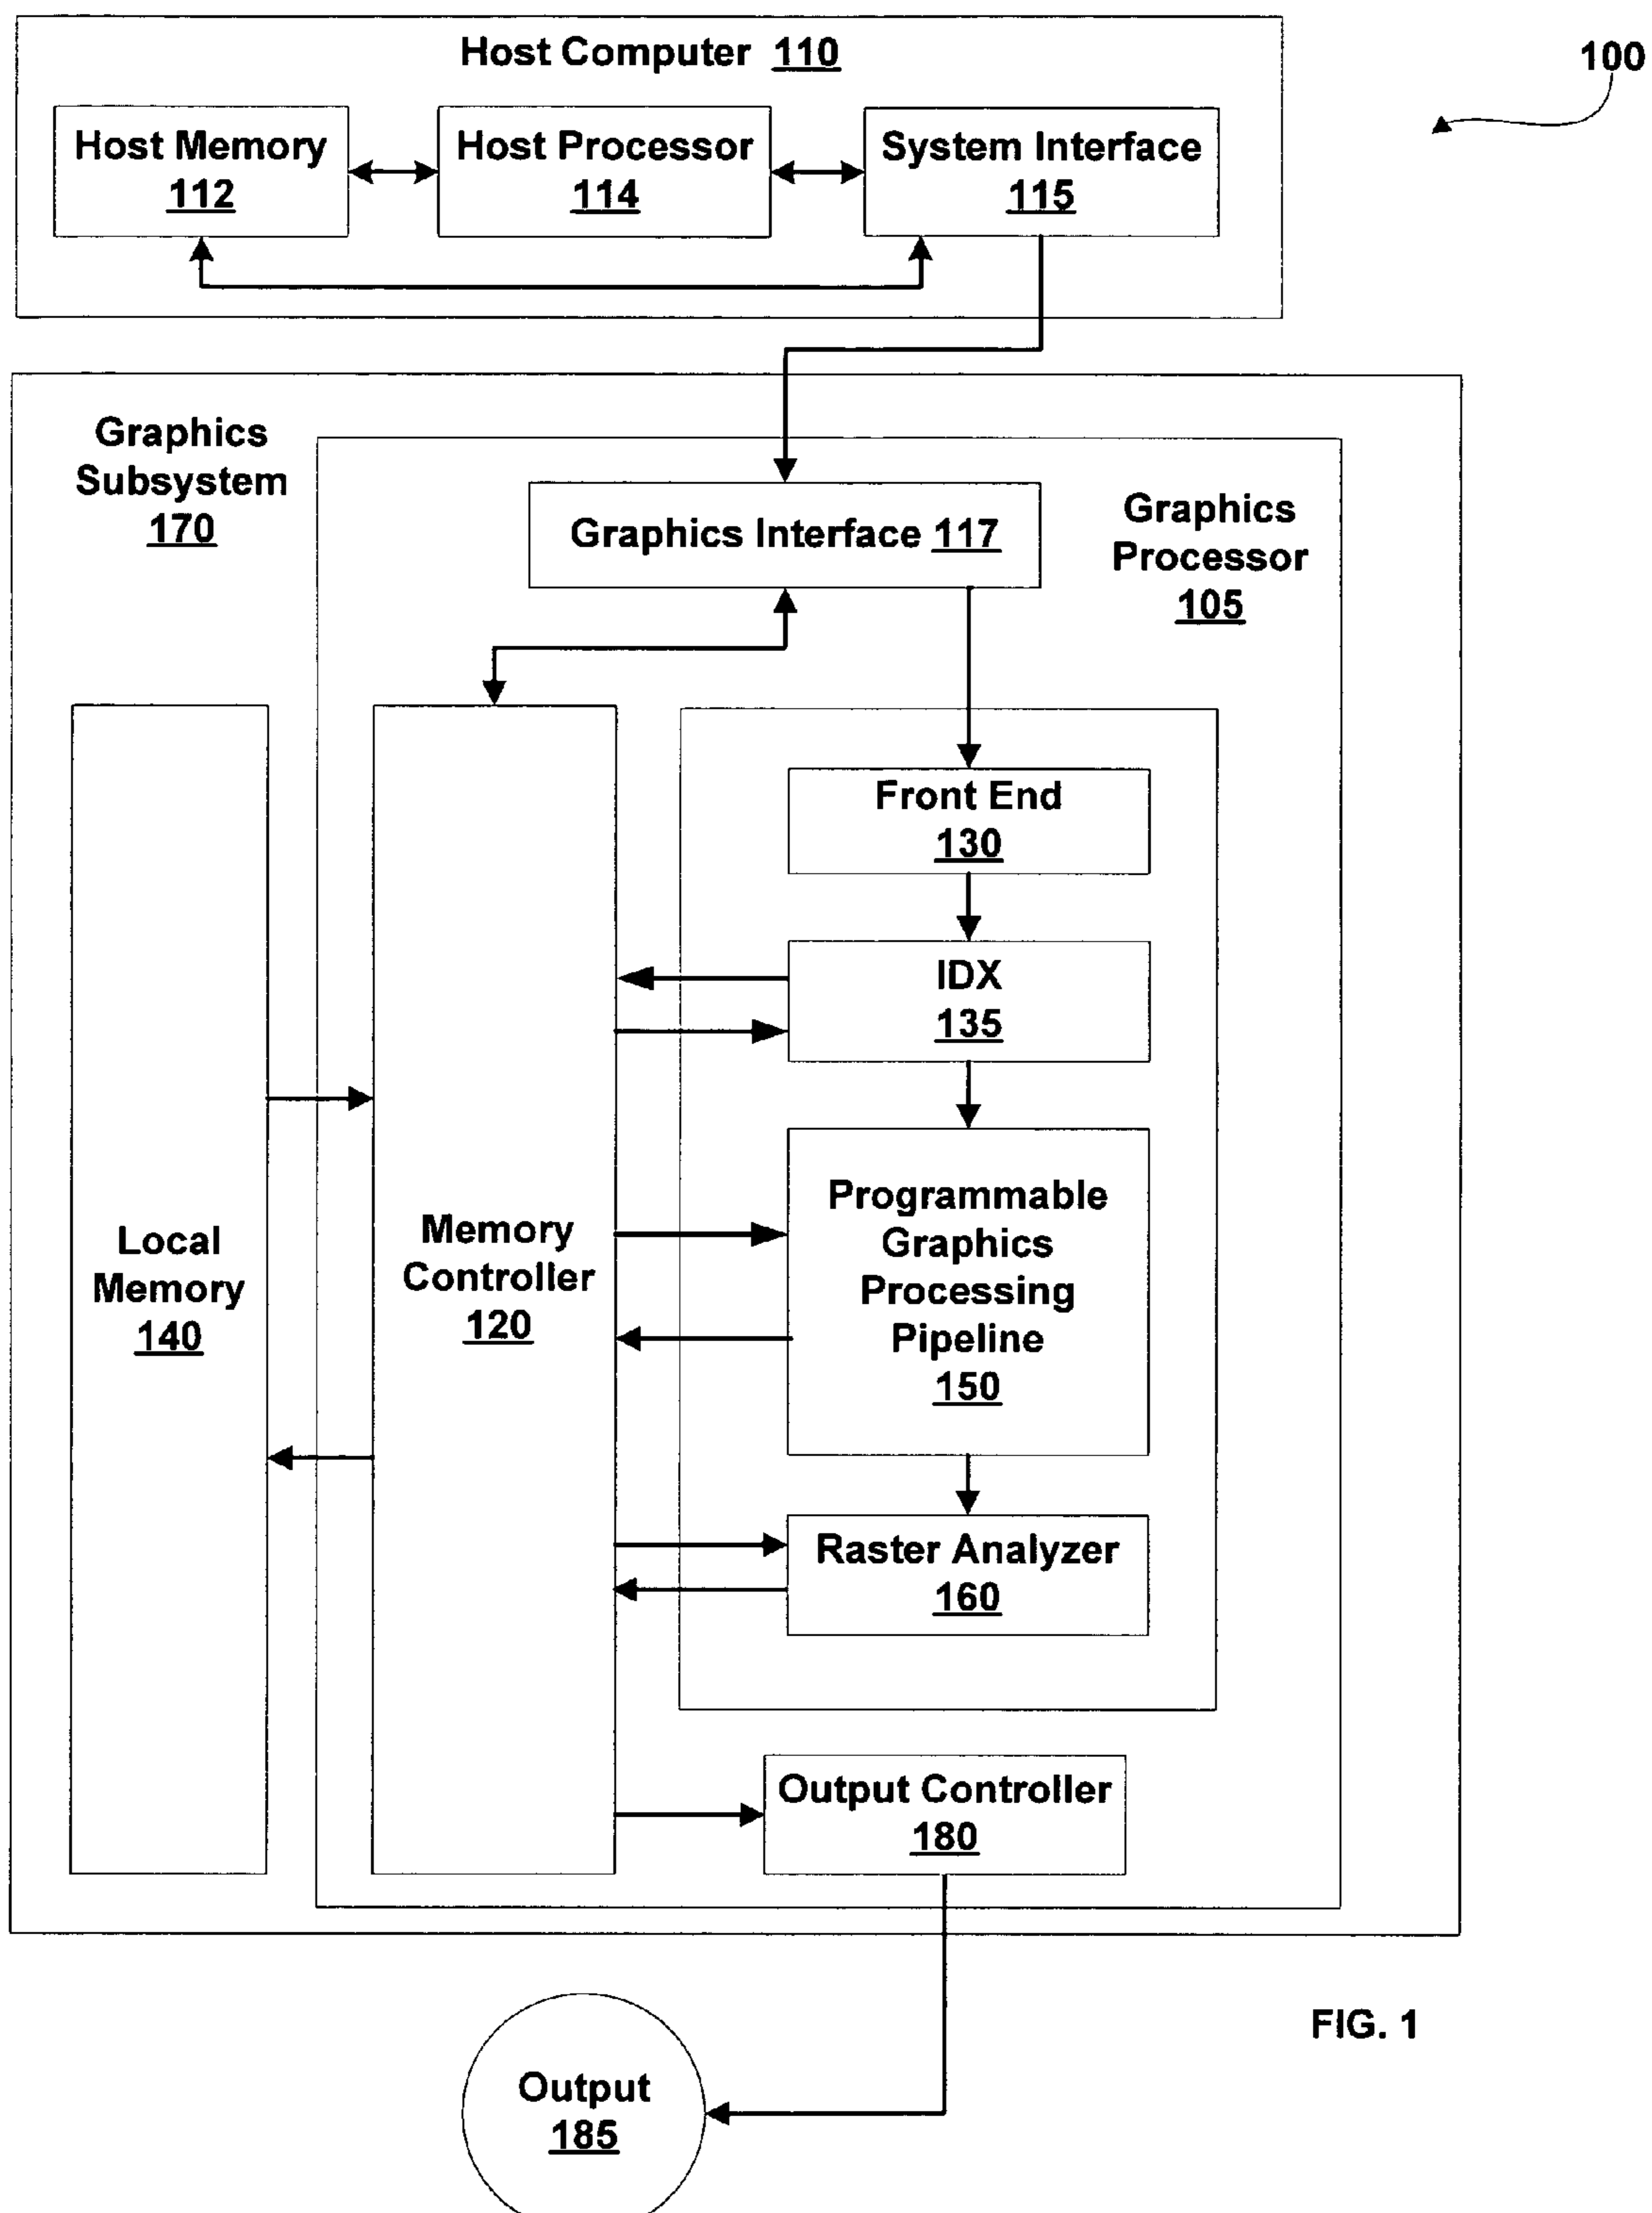 Host Computer 110
100
Host Memory
112
Host Processor
114
System Interface
115
Graphics
Subsystem
170
Graphics Interface 117
Graphics
Processor
105
Front End
130
IDX
135
Local
Memory
140
Memory
Controller
120
Programmable
Graphics
Processing
Pipeline
150
Raster Analyzer
160
Output Controller
180
FIG. 1
Output
185